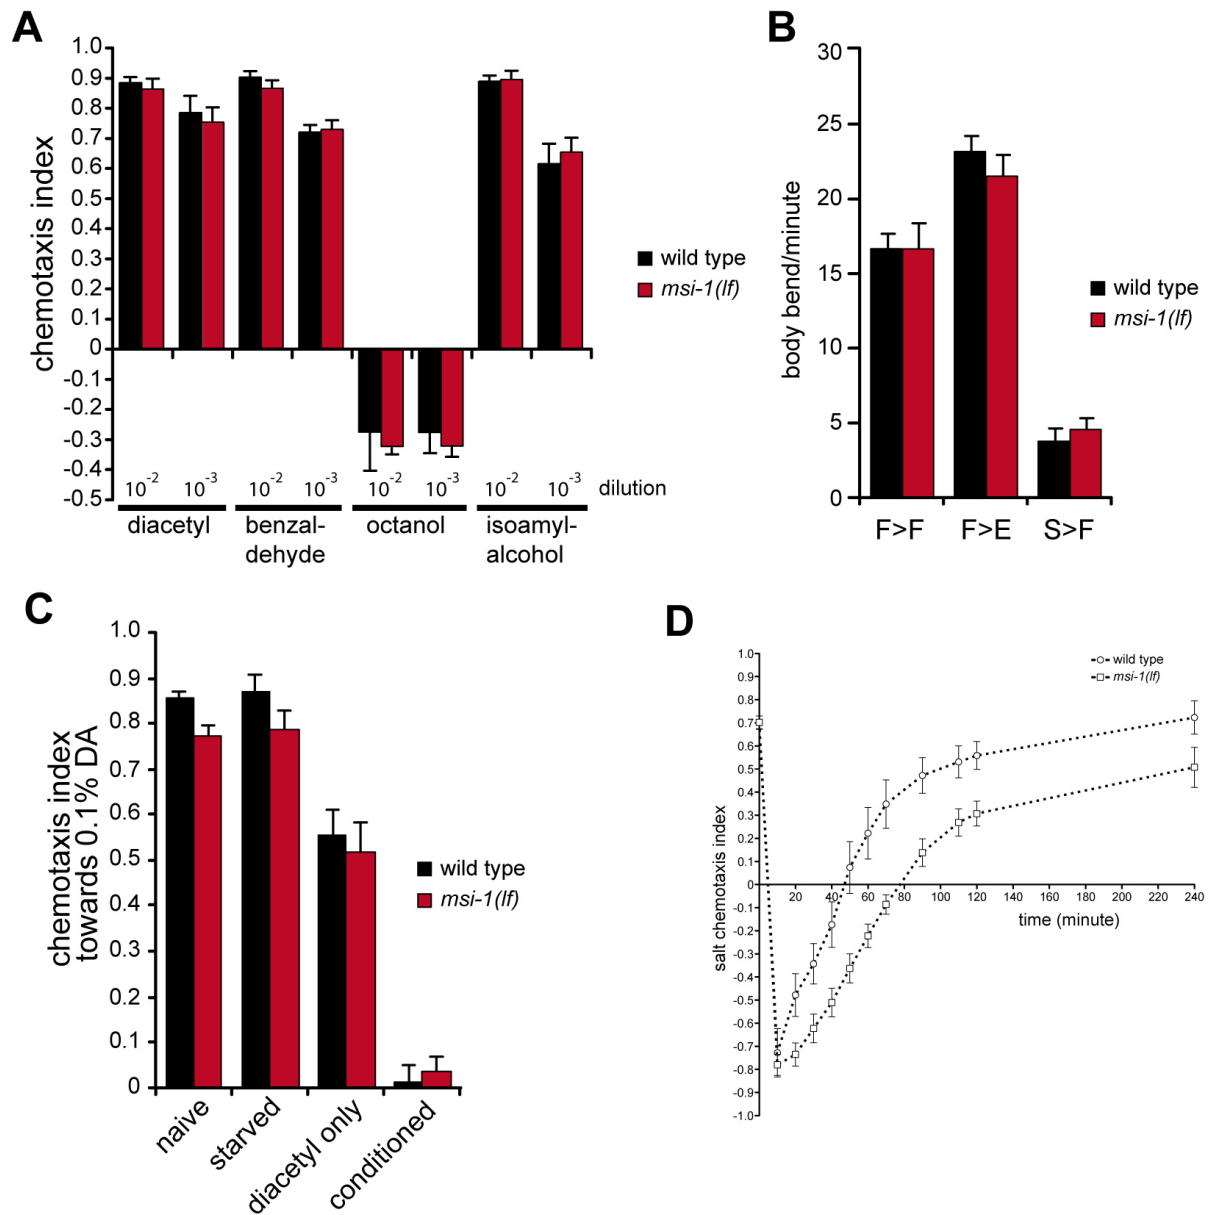 A
chemotaxis index
1.0
0.9
0.8
0.7
0.6
0.5
0.4
0.3
0.2
0.1
0
-0.1
-0.2
-0.3
-0.4
-0.5
10-2 10-3 10-2 10-3 10-2 10-3 10-2 10-3 dilution
diacetyl benzal-dehyde octanol isoamyl-alcohol
wild type
msi-1(lf)
B
body bend/minute
30
25
20
15
10
5
0
F>F F>E S>F
wild type
msi-1(lf)
C
chemotaxis index
towards 0.1% DA
1.0
0.9
0.8
0.7
0.6
0.5
0.4
0.3
0.2
0.1
0
naive
starved
diacetyl only
conditioned
wild type
msi-1(lf)
D
salt chemotaxis index
1.0
0.9
0.8
0.7
0.6
0.5
0.4
0.3
0.2
0.1
0
-0.1
-0.2
-0.3
-0.4
-0.5
-0.6
-0.7
-0.8
-0.9
-1.0
20 40 60 80 100 120 140 160 180 200 220 240
time (minute)
wild type
msi-1(lf)